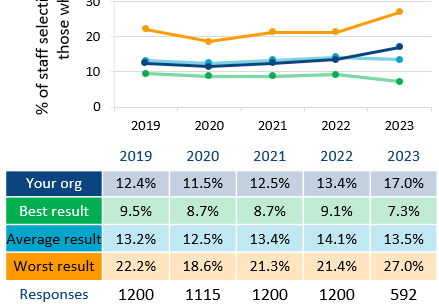 % of staff selecti
those wh
30
20
10
0
2019 2020 2021 2022 2023
2019 2020 2021 2022 2023
Your org 12.4% 11.5% 12.5% 13.4% 17.0%
Best result 9.5% 8.7% 8.7% 9.1% 7.3%
Average result 13.2% 12.5% 13.4% 14.1% 13.5%
Worst result 22.2% 18.6% 21.3% 21.4% 27.0%
Responses 1200 1115 1200 1200 592